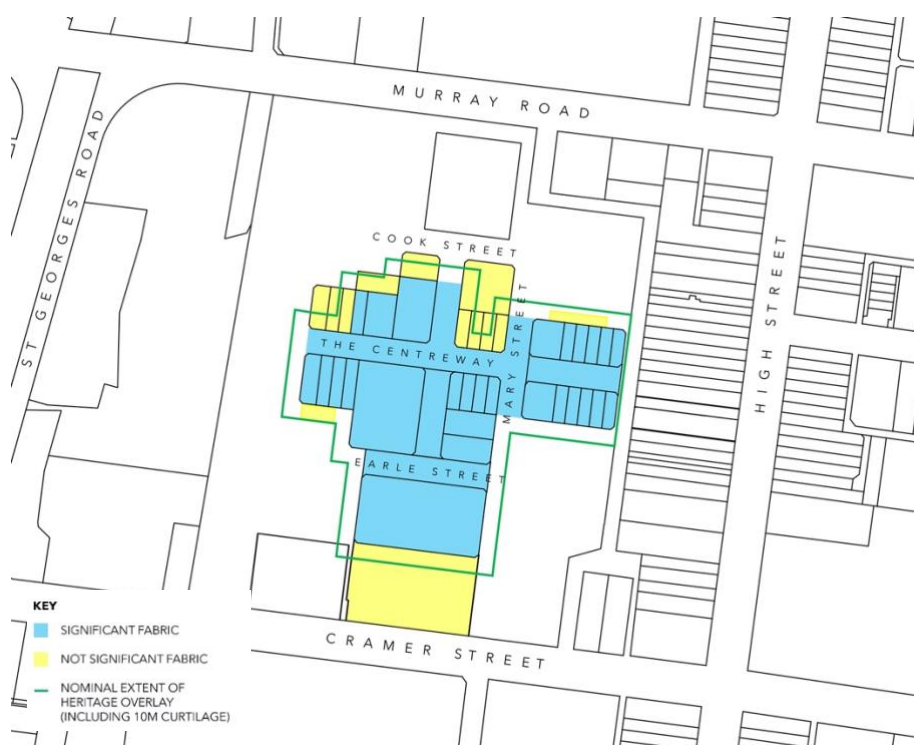 MURRAY ROAD
ST GEORGES ROAD
COOK STREET
MARY STREET
THE CENTREWAY
HIGH STREET
EARLE STREET
CRAMER STREET
KEY
SIGNIFICANT FABRIC
NOT SIGNIFICANT FABRIC
NOMINAL EXTENT OF
HERITAGE OVERLAY
(INCLUDING 10M CURTILAGE)